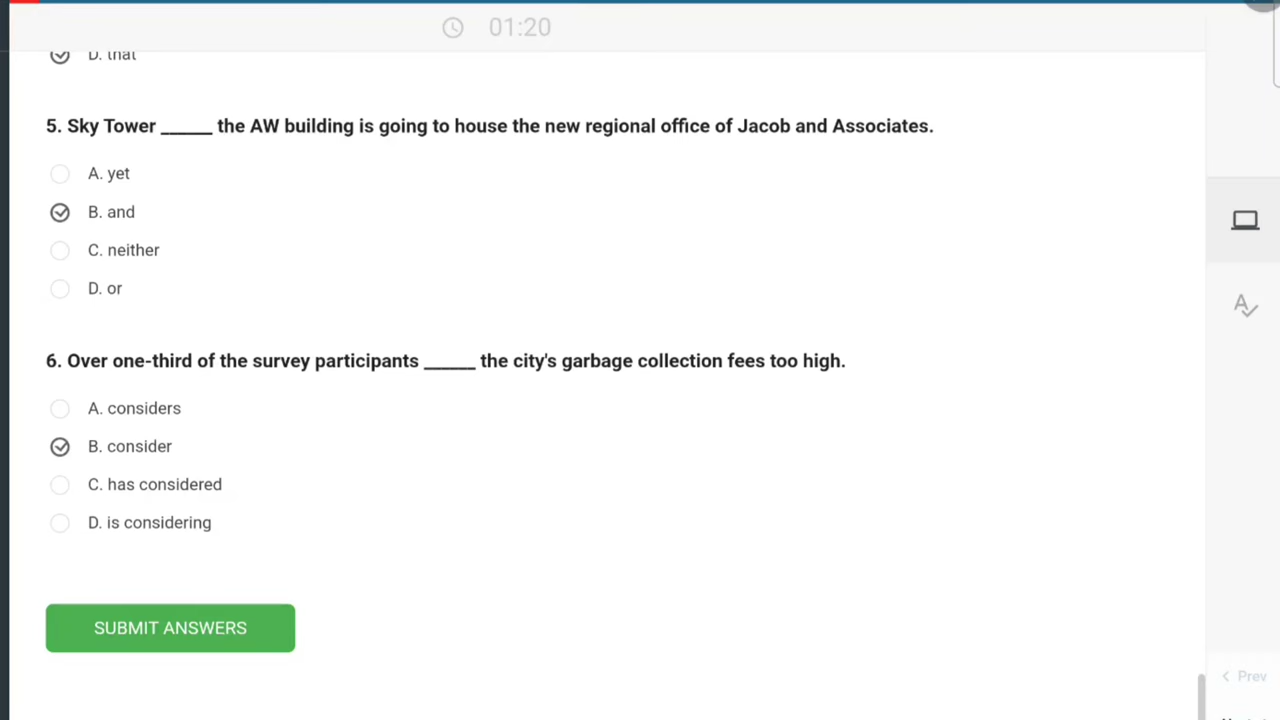 01:20
D. that
5. Sky Tower ______ the AW building is going to house the new regional office of Jacob and Associates.
A. yet
B. and
C. neither
D. or
6. Over one-third of the survey participants ______ the city's garbage collection fees too high.
A. considers
B. consider
C. has considered
D. is considering
SUBMIT ANSWERS
Prev